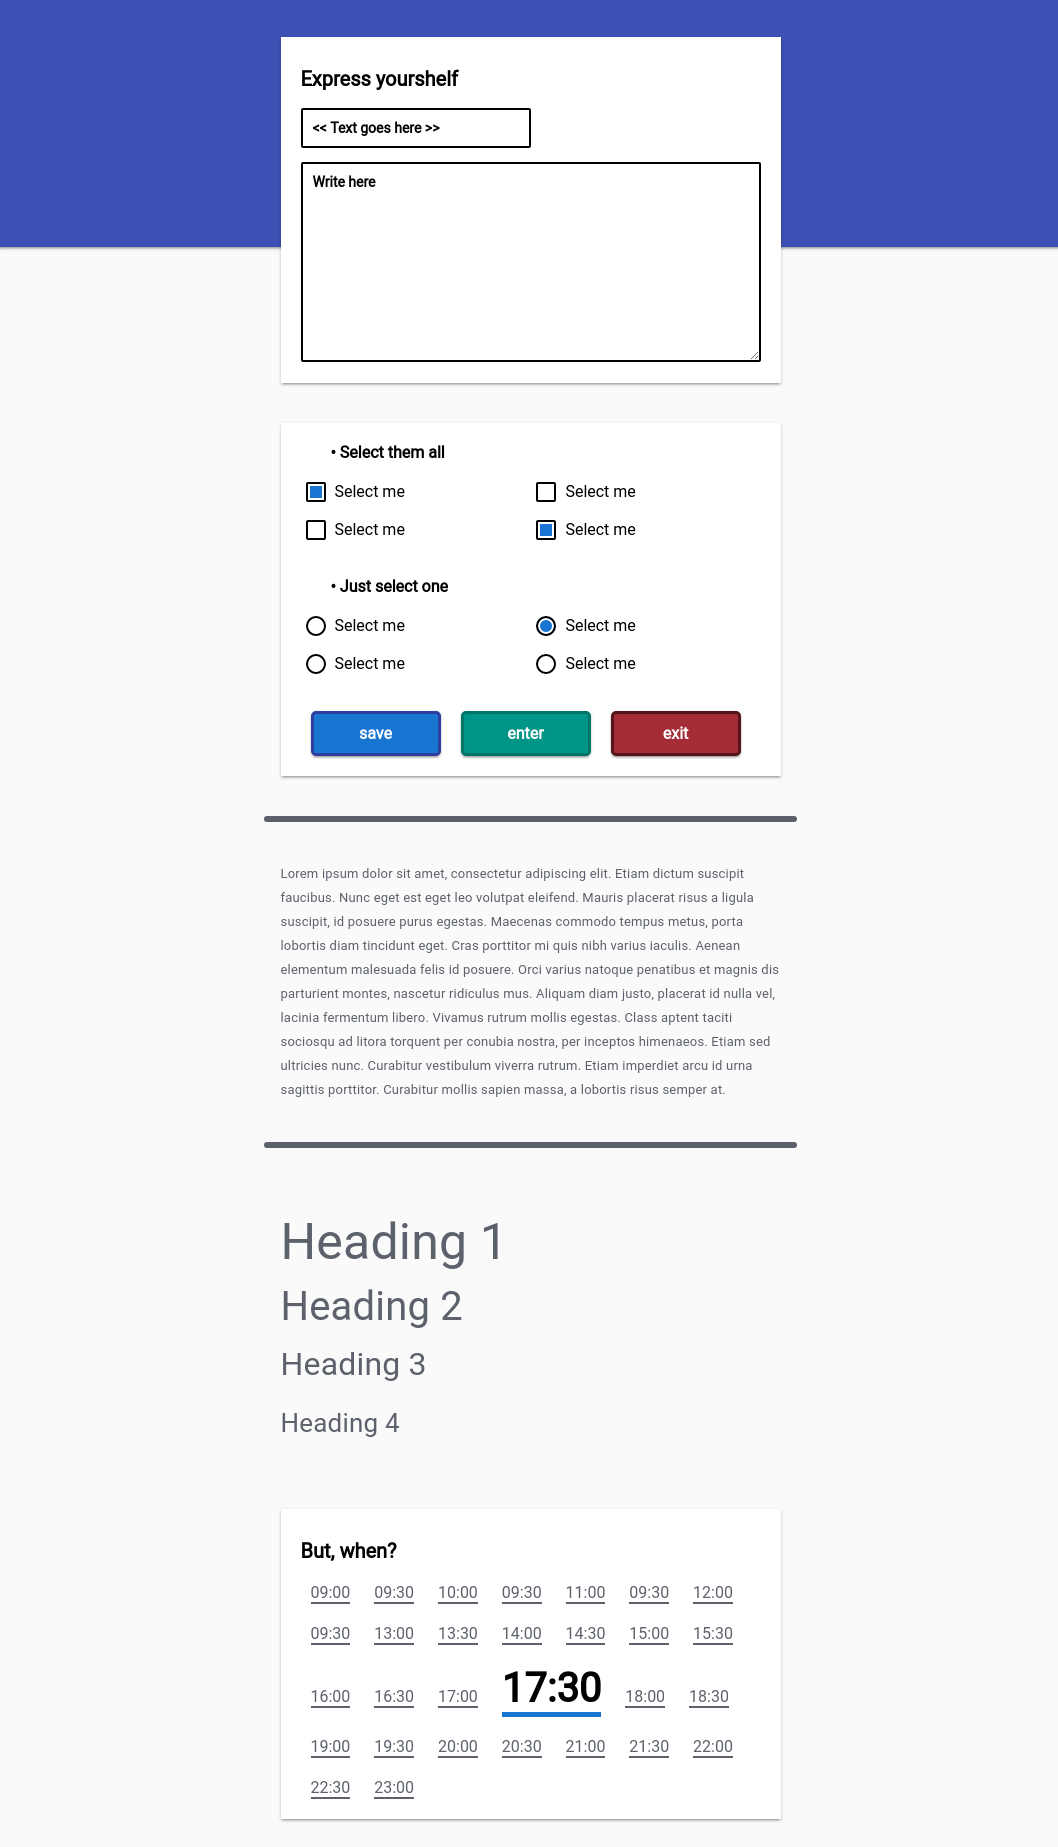 Express yourshelf
<< Text goes here >>
Write here
• Select them all
Select me Select me
Select me Select me
• Just select one
Select me Select me
Select me Select me
save enter exit
Lorem ipsum dolor sit amet, consectetur adipiscing elit. Etiam dictum suscipit
faucibus. Nunc eget est eget leo volutpat eleifend. Mauris placerat risus a ligula
suscipit, id posuere purus egestas. Maecenas commodo tempus metus, porta
lobortis diam tincidunt eget. Cras porttitor mi quis nibh varius iaculis. Aenean
elementum malesuada felis id posuere. Orci varius natoque penatibus et magnis dis
parturient montes, nascetur ridiculus mus. Aliquam diam justo, placerat id nulla vel,
lacinia fermentum libero. Vivamus rutrum mollis egestas. Class aptent taciti
sociosqu ad litora torquent per conubia nostra, per inceptos himenaeos. Etiam sed
ultricies nunc. Curabitur vestibulum viverra rutrum. Etiam imperdiet arcu id urna
sagittis porttitor. Curabitur mollis sapien massa, a lobortis risus semper at.
Heading 1
Heading 2
Heading 3
Heading 4
But, when?
09:00 09:30 10:00 09:30 11:00 09:30 12:00
09:30 13:00 13:30 14:00 14:30 15:00 15:30
16:00 16:30 17:00 17:30 18:00 18:30
19:00 19:30 20:00 20:30 21:00 21:30 22:00
22:30 23:00